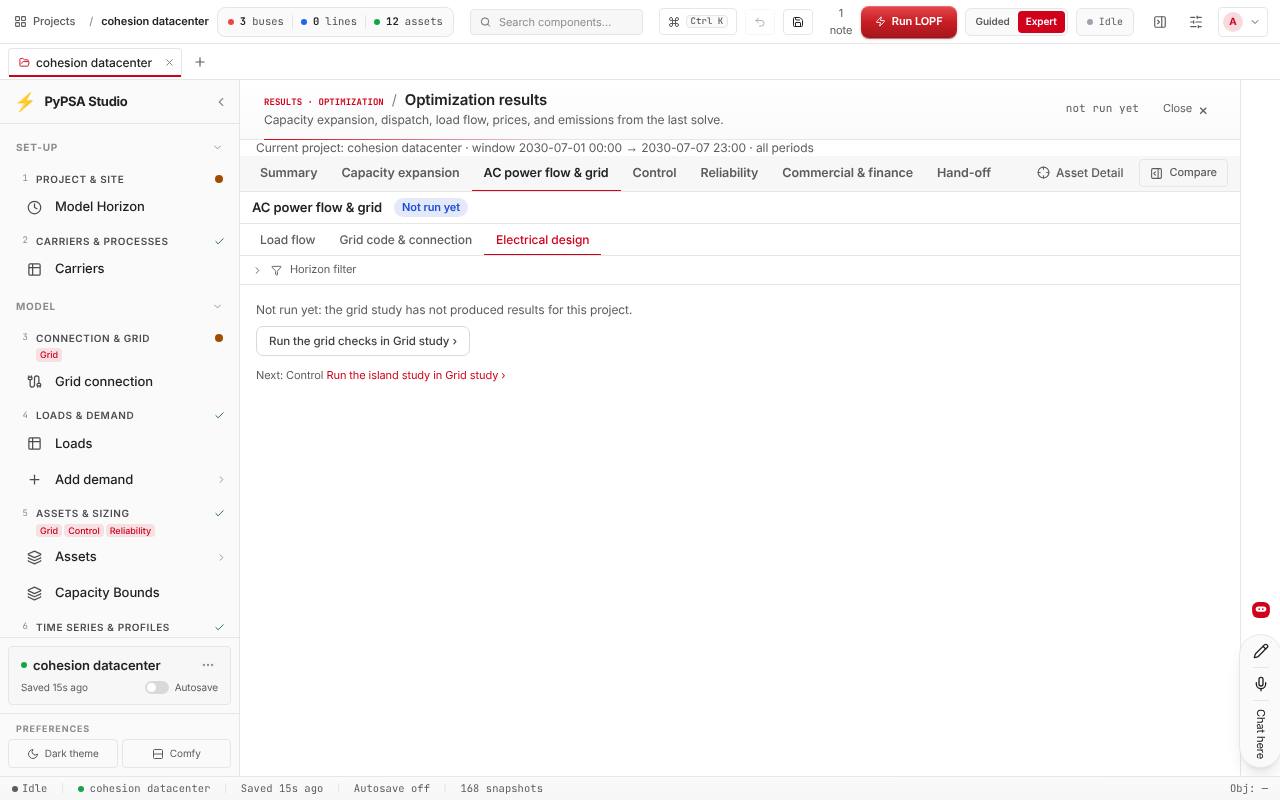 Projects / cohesion datacenter
3 buses 0 lines 12 assets
Search components...
⌘ Ctrl K
1 note
Run LOPF
Guided Expert
Idle
A
cohesion datacenter
PyPSA Studio
SET-UP
1 PROJECT & SITE
Model Horizon
2 CARRIERS & PROCESSES
Carriers
MODEL
3 CONNECTION & GRID
Grid
Grid connection
4 LOADS & DEMAND
Loads
Add demand
5 ASSETS & SIZING
Grid Control Reliability
Assets
Capacity Bounds
6 TIME SERIES & PROFILES
cohesion datacenter
Saved 15s ago Autosave
PREFERENCES
Dark theme Comfy
RESULTS · OPTIMIZATION / Optimization results
Capacity expansion, dispatch, load flow, prices, and emissions from the last solve.
not run yet Close ×
Current project: cohesion datacenter · window 2030-07-01 00:00 → 2030-07-07 23:00 · all periods
Summary Capacity expansion AC power flow & grid Control Reliability Commercial & finance Hand-off Asset Detail Compare
AC power flow & grid Not run yet
Load flow Grid code & connection Electrical design
Horizon filter
Not run yet: the grid study has not produced results for this project.
Run the grid checks in Grid study ›
Next: Control Run the island study in Grid study ›
Chat here
Idle cohesion datacenter Saved 15s ago Autosave off 168 snapshots Obj: —